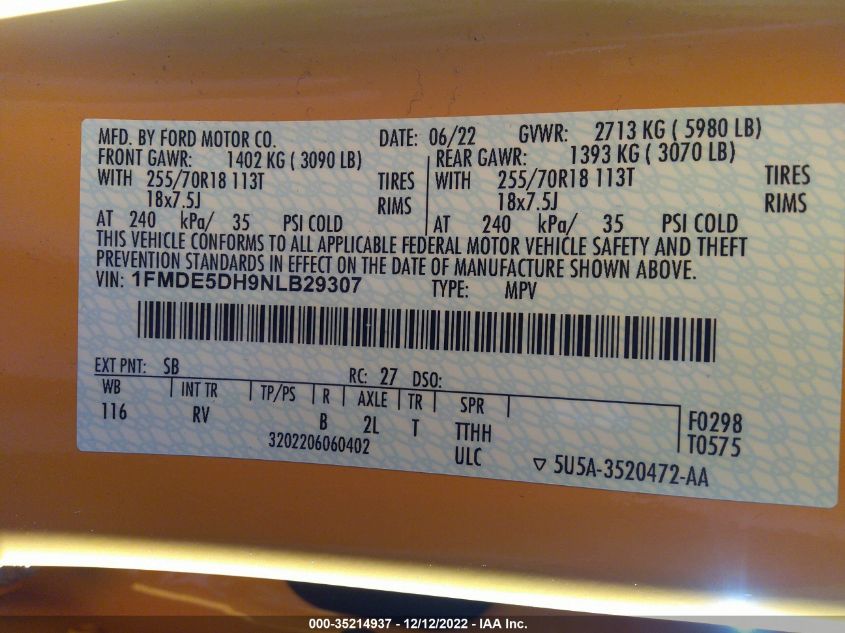 MFD. BY FORD MOTOR CO. DATE: 06/22 GVWR: 2713 KG ( 5980 LB)
FRONT GAWR: 1402 KG ( 3090 LB) REAR GAWR: 1393 KG ( 3070 LB)
WITH 255/70R18 113T TIRES WITH 255/70R18 113T TIRES
18x7.5J RIMS 18x7.5J RIMS
AT 240 kPa/ 35 PSI COLD AT 240 kPa/ 35 PSI COLD
THIS VEHICLE CONFORMS TO ALL APPLICABLE FEDERAL MOTOR VEHICLE SAFETY AND THEFT
PREVENTION STANDARDS IN EFFECT ON THE DATE OF MANUFACTURE SHOWN ABOVE.
VIN: 1FMDE5DH9NLB29307 TYPE: MPV
EXT PNT: SB RC: 27 DSO:
WB INT TR TP/PS R AXLE TR SPR
116 RV B 2L T TTHH F0298
3202206060402 ULC T0575
▽ 5U5A-3520472-AA
000-35214937 - 12/12/2022 - IAA Inc.